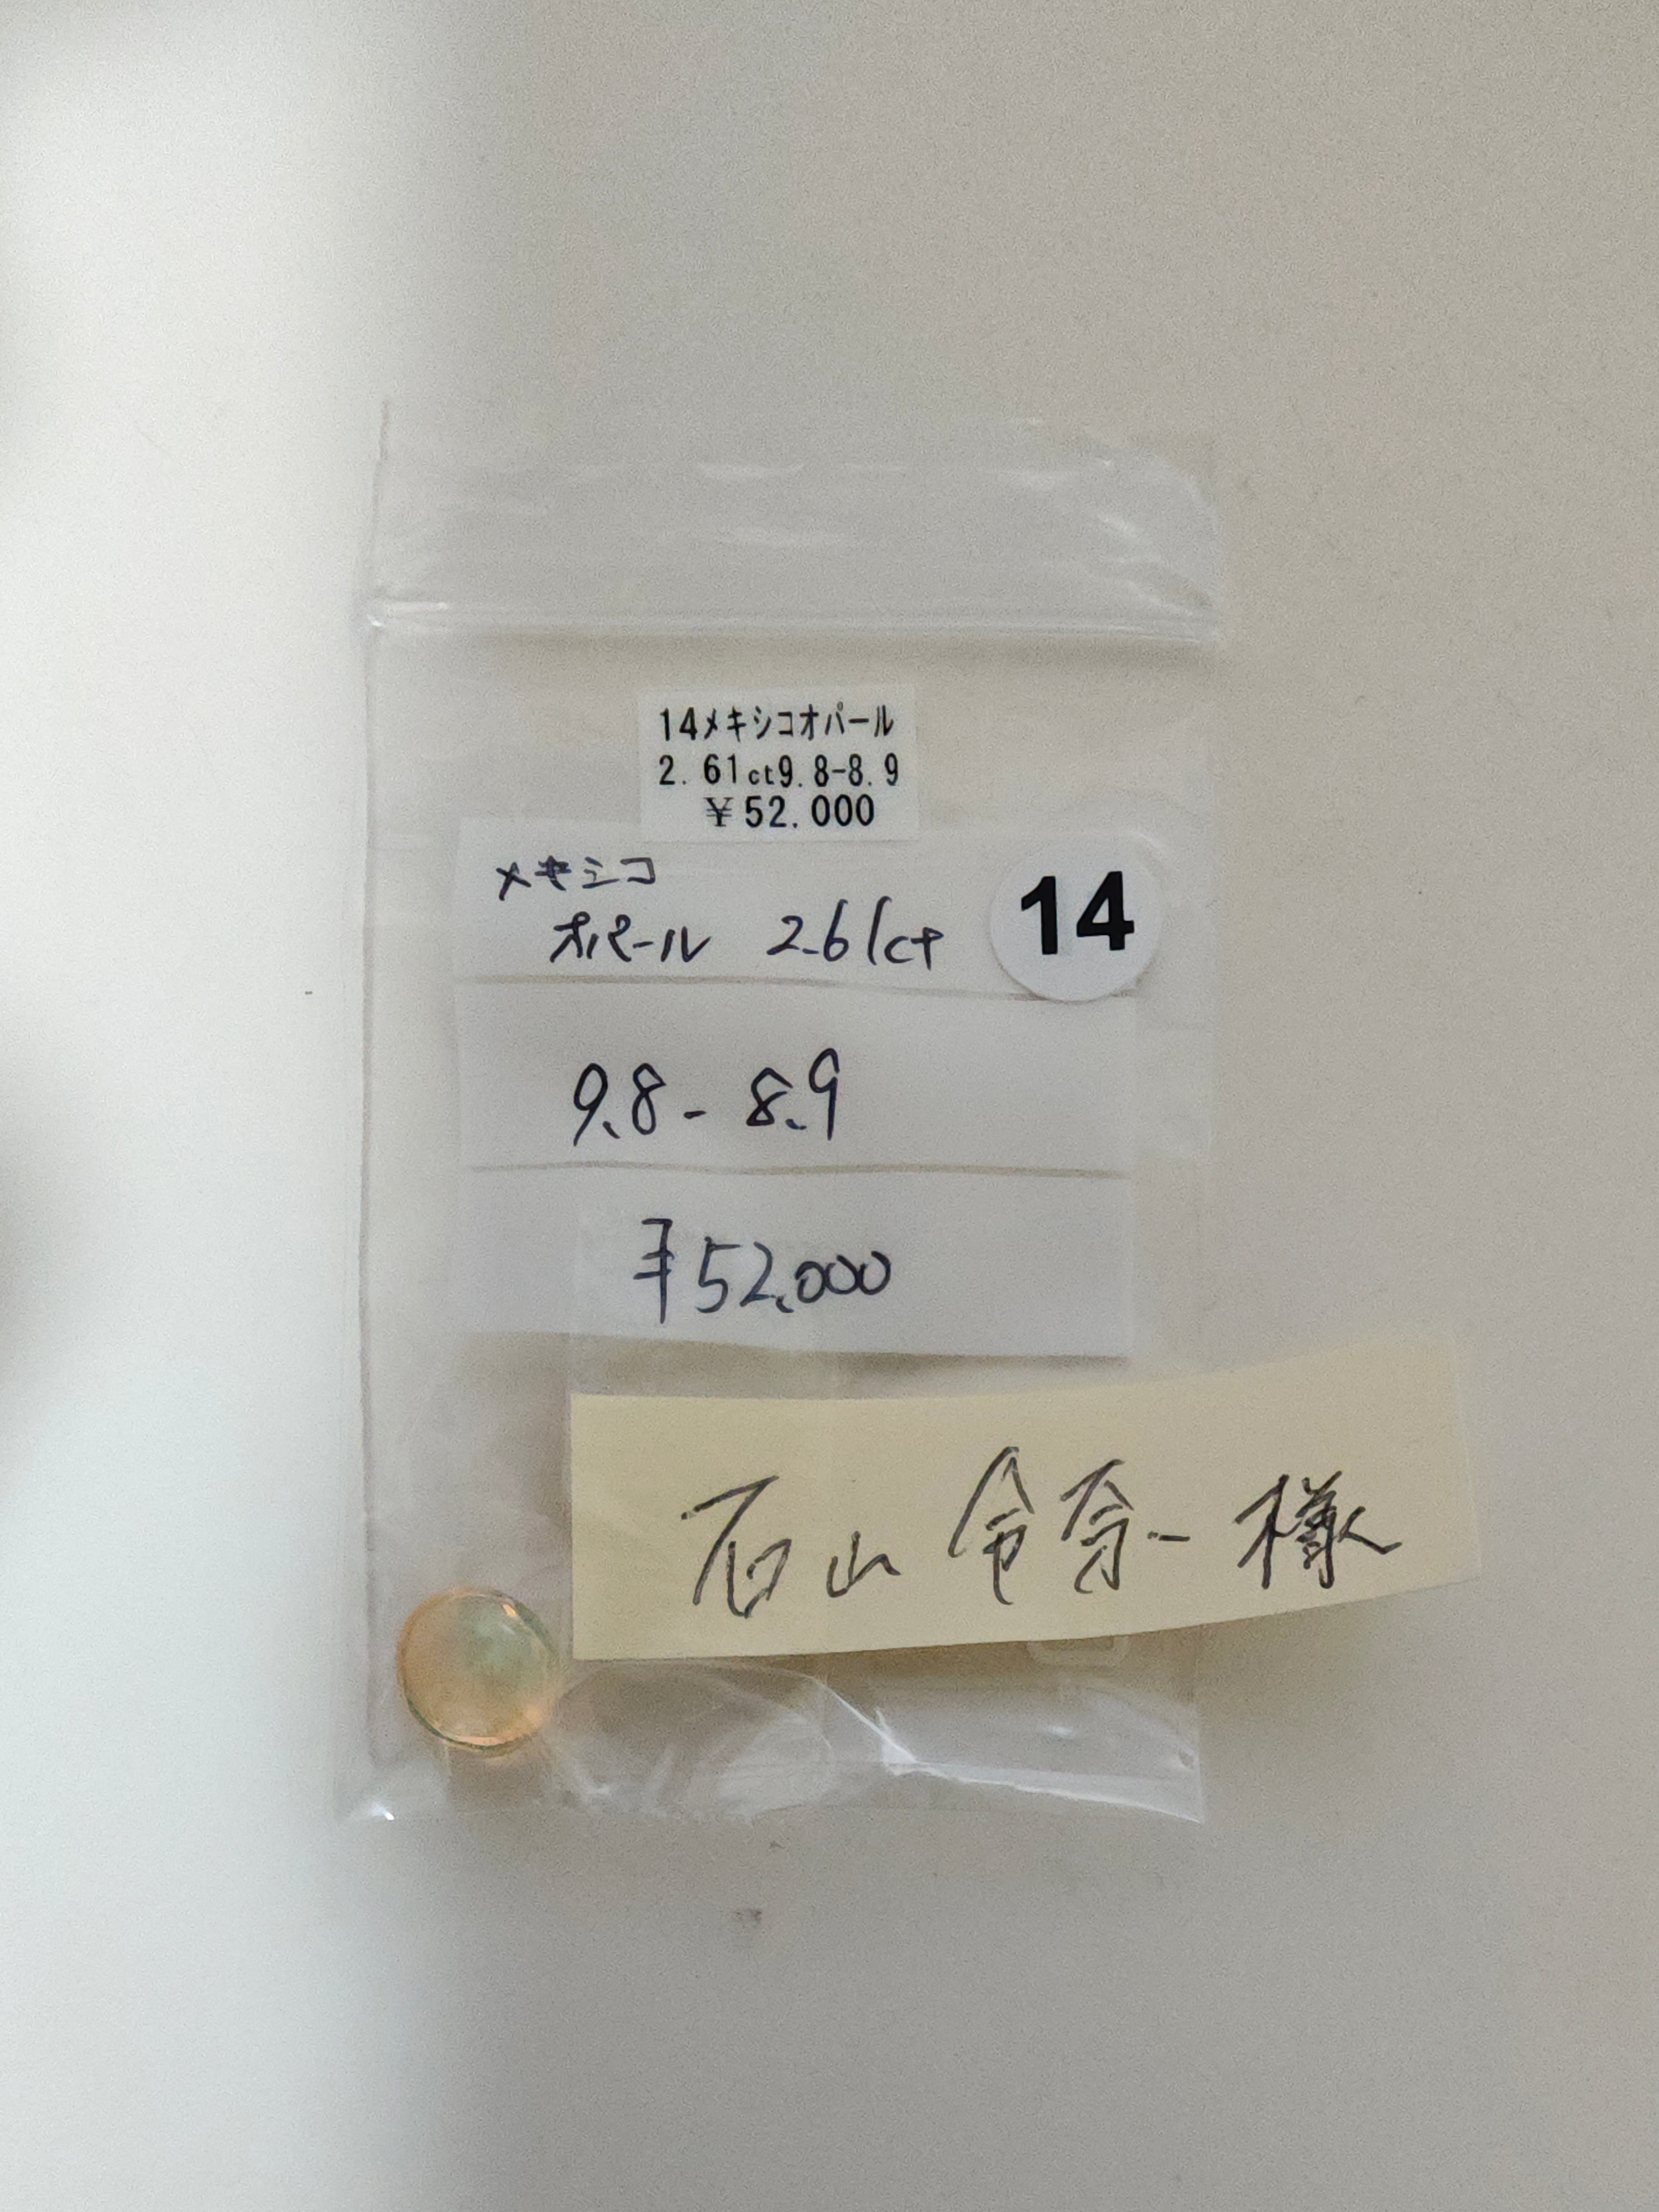 14メキシコオパール
2.61ct9.8-8.9
¥52.000
メキシコ
オパール 2.61ct
14
9.8-8.9
¥52,000
石山 令奈 様